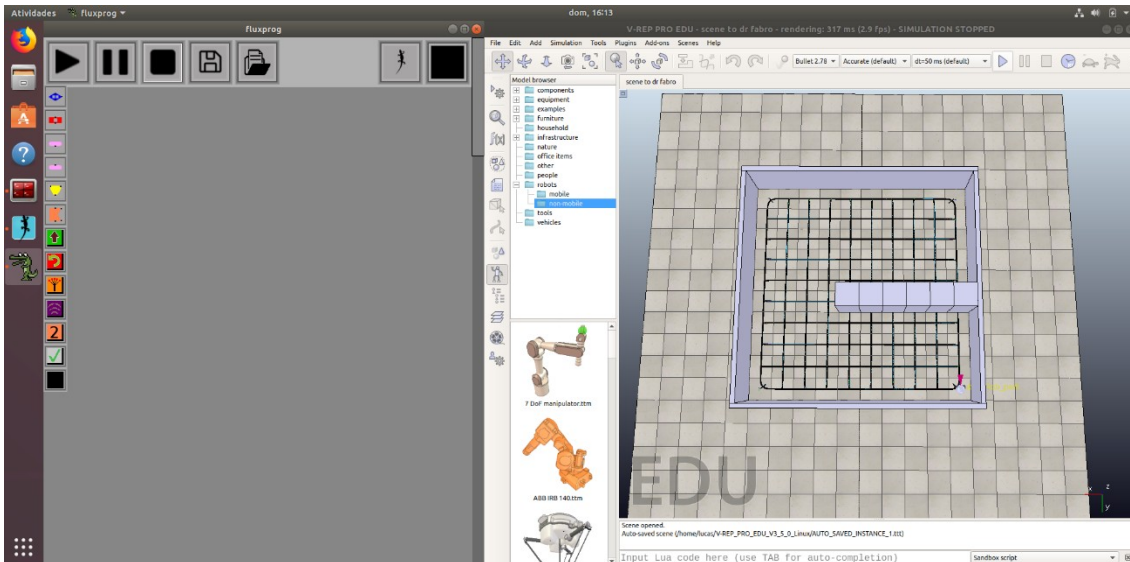 Atividades
fluxprog
dom, 16:13
fluxprog
V-REP PRO EDU - scene to dr fabro - rendering: 317 ms (2.9 fps) - SIMULATION STOPPED
File Edit Add Simulation Tools Plugins Add-ons Scenes Help
Bullet 2.78
Accurate (default)
dt=50 ms (default)
Model browser
scene to dr fabro
components
equipment
examples
furniture
household
infrastructure
nature
office items
other
people
robots
mobile
non-mobile
tools
vehicles
2
7 DoF manipulator.ttm
ABB IRB 140.ttm
EDU
x
z
y
Scene opened.
Auto-saved scene (/home/lucas/V-REP_PRO_EDU_V3_5_0_Linux/AUTO_SAVED_INSTANCE_1.ttt)
Input Lua code here (use TAB for auto-completion)
Sandbox script